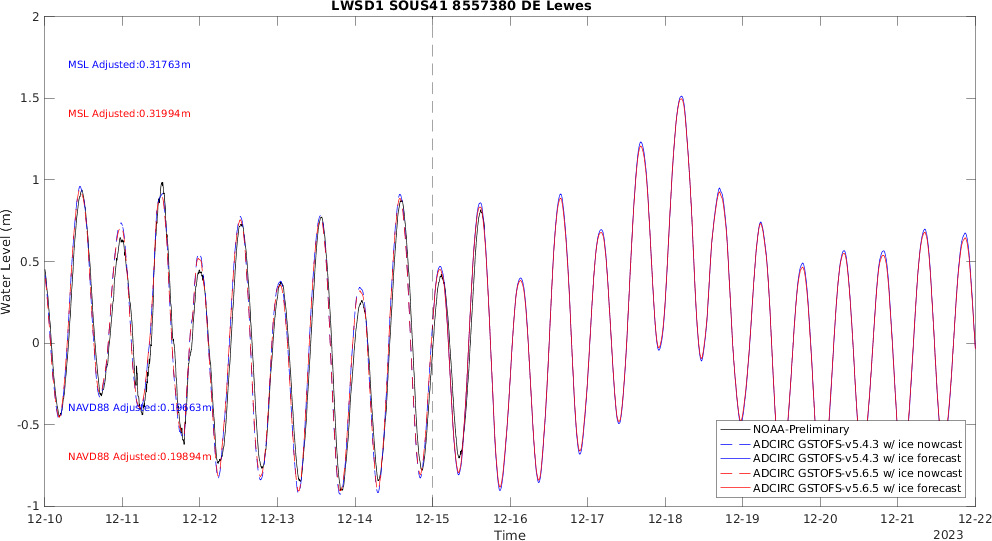 LWSD1 SOUS41 8557380 DE Lewes
2
1.5
1
0.5
0
-0.5
-1
Water Level (m)
MSL Adjusted:0.31763m
MSL Adjusted:0.31994m
NAVD88 Adjusted:0.19663m
NAVD88 Adjusted:0.19894m
NOAA-Preliminary
ADCIRC GSTOFS-v5.4.3 w/ ice nowcast
ADCIRC GSTOFS-v5.4.3 w/ ice forecast
ADCIRC GSTOFS-v5.6.5 w/ ice nowcast
ADCIRC GSTOFS-v5.6.5 w/ ice forecast
12-10 12-11 12-12 12-13 12-14 12-15 12-16 12-17 12-18 12-19 12-20 12-21 12-22
Time
2023